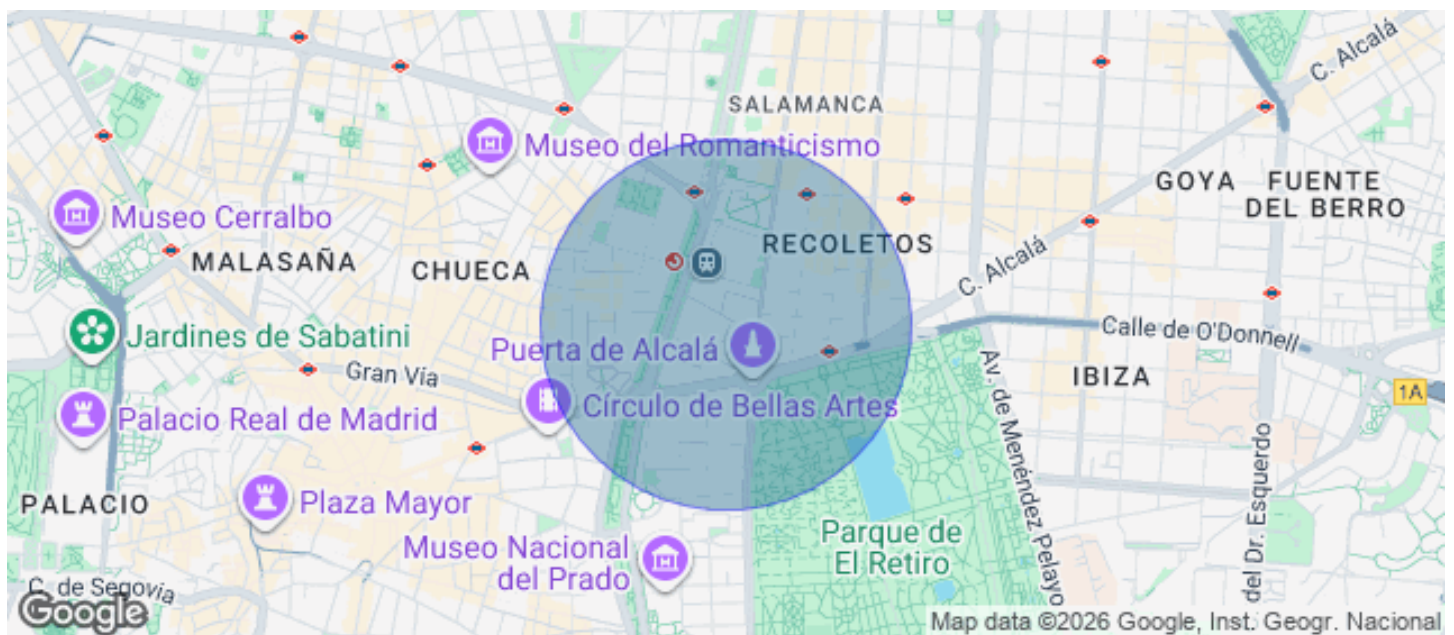 SALAMANCA
C. Alcalá
Museo del Romanticismo
GOYA
FUENTE
DEL BERRO
Museo Cerralbo
MALASAÑA
CHUECA
RECOLETOS
C. Alcalá
Jardines de Sabatini
Puerta de Alcalá
Calle de O'Donnell
Gran Vía
IBIZA
1A
Palacio Real de Madrid
Círculo de Bellas Artes
Av. de Menéndez Pelayo
del Dr. Esquerdo
PALACIO
Plaza Mayor
Museo Nacional
del Prado
Parque de
El Retiro
C. de Segovia
Google
Map data ©2026 Google, Inst. Geogr. Nacional